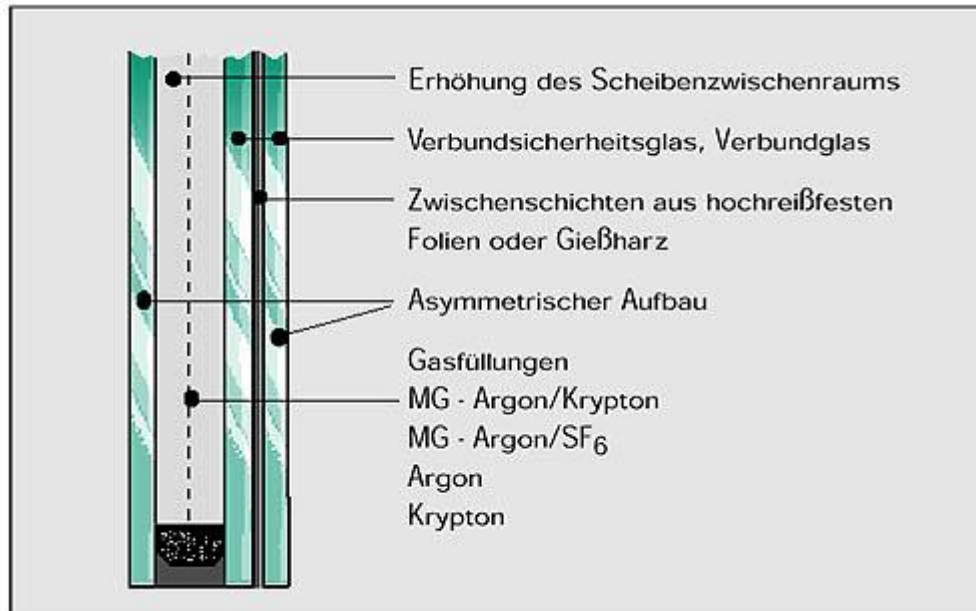 Erhöhung des Scheibenzwischenraums
Verbundsicherheitsglas, Verbundglas
Zwischenschichten aus hochreißfesten
Folien oder Gießharz
Asymmetrischer Aufbau
Gasfüllungen
MG - Argon/Krypton
MG - Argon/SF₆
Argon
Krypton